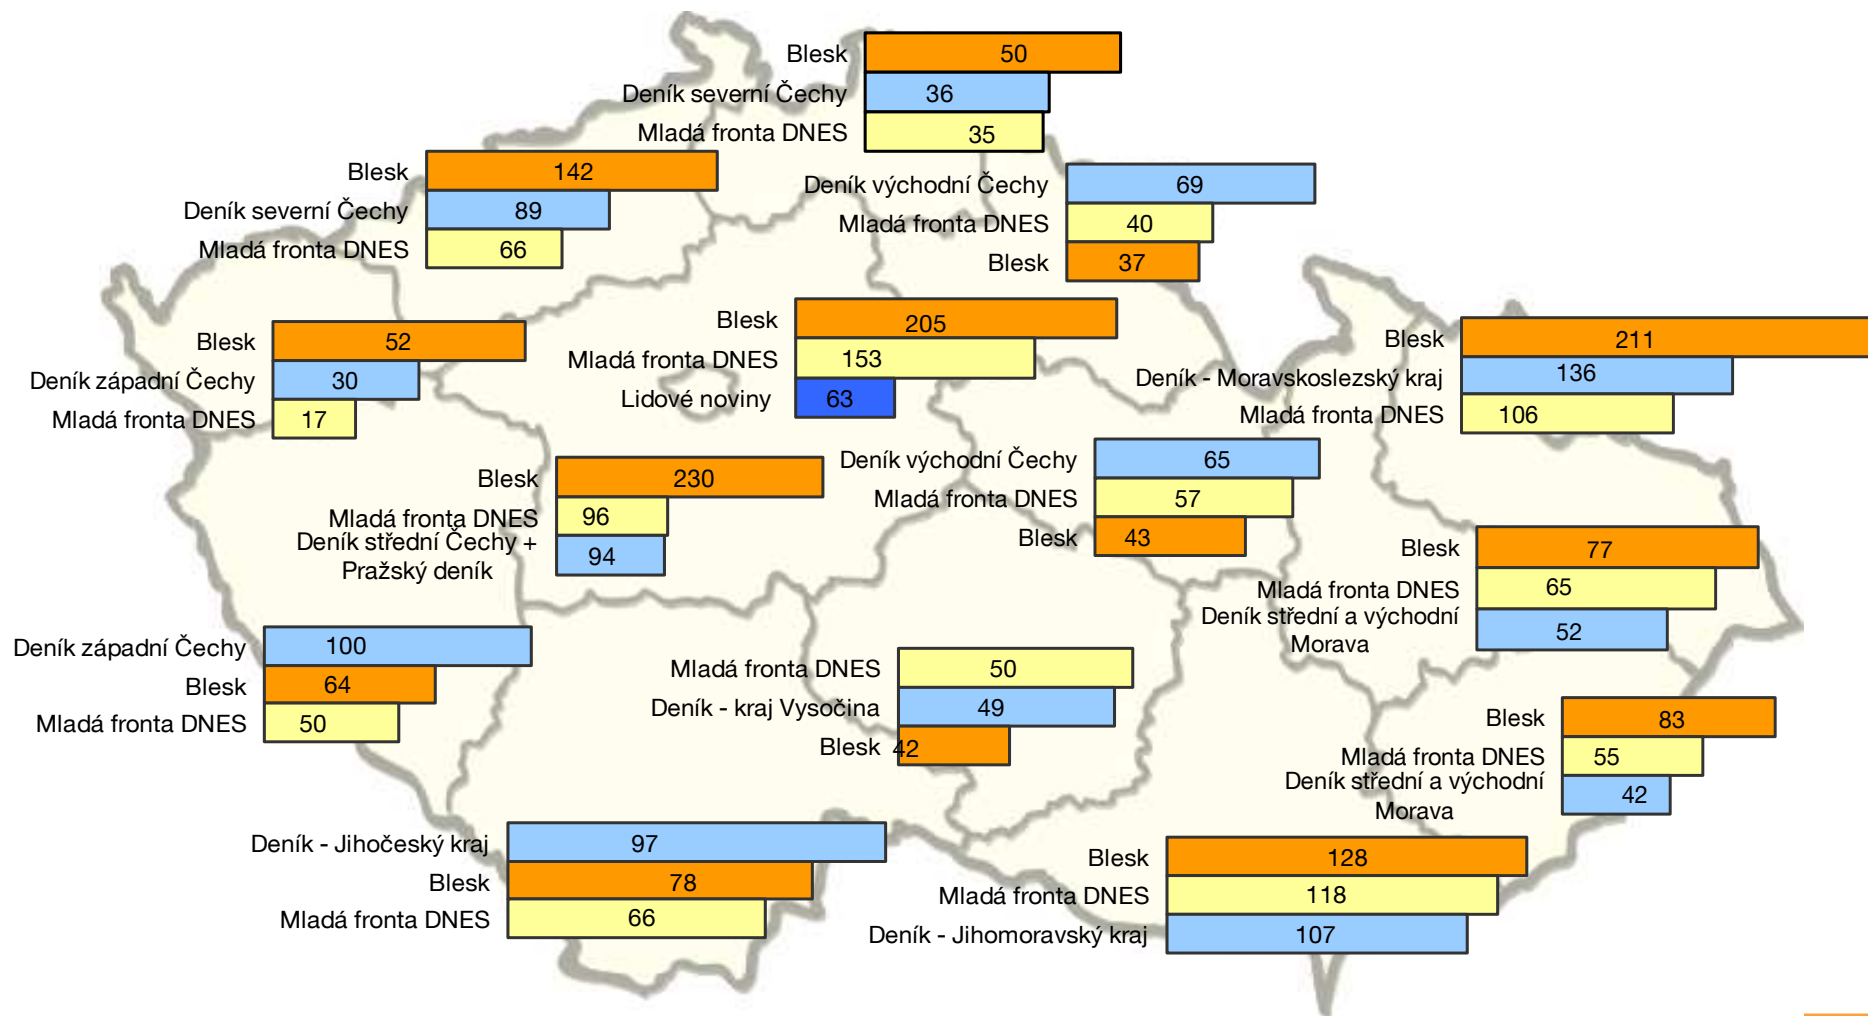 Blesk 50
Deník severní Čechy 36
Mladá fronta DNES 35
Blesk 142
Deník severní Čechy 89
Mladá fronta DNES 66
Deník východní Čechy 69
Mladá fronta DNES 40
Blesk 37
Blesk 52
Deník západní Čechy 30
Mladá fronta DNES 17
Blesk 205
Mladá fronta DNES 153
Lidové noviny 63
Blesk 211
Deník - Moravskoslezský kraj 136
Mladá fronta DNES 106
Blesk 230
Mladá fronta DNES 96
Deník střední Čechy +
Pražský deník 94
Deník východní Čechy 65
Mladá fronta DNES 57
Blesk 43
Blesk 77
Mladá fronta DNES 65
Deník střední a východní
Morava 52
Deník západní Čechy 100
Blesk 64
Mladá fronta DNES 50
Mladá fronta DNES 50
Deník - kraj Vysočina 49
Blesk 42
Blesk 83
Mladá fronta DNES 55
Deník střední a východní
Morava 42
Deník - Jihočeský kraj 97
Blesk 78
Mladá fronta DNES 66
Blesk 128
Mladá fronta DNES 118
Deník - Jihomoravský kraj 107